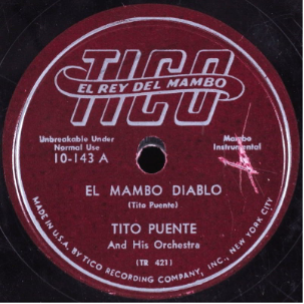 TICO
EL REY DEL MAMBO
Unbreakable Under
Normal Use
10-143 A
Mambo
Instrumental
EL MAMBO DIABLO
(Tito Puente)
TITO PUENTE
And His Orchestra
(TR 421)
MADE IN U.S.A. BY TICO RECORDING COMPANY, INC., NEW YORK CITY